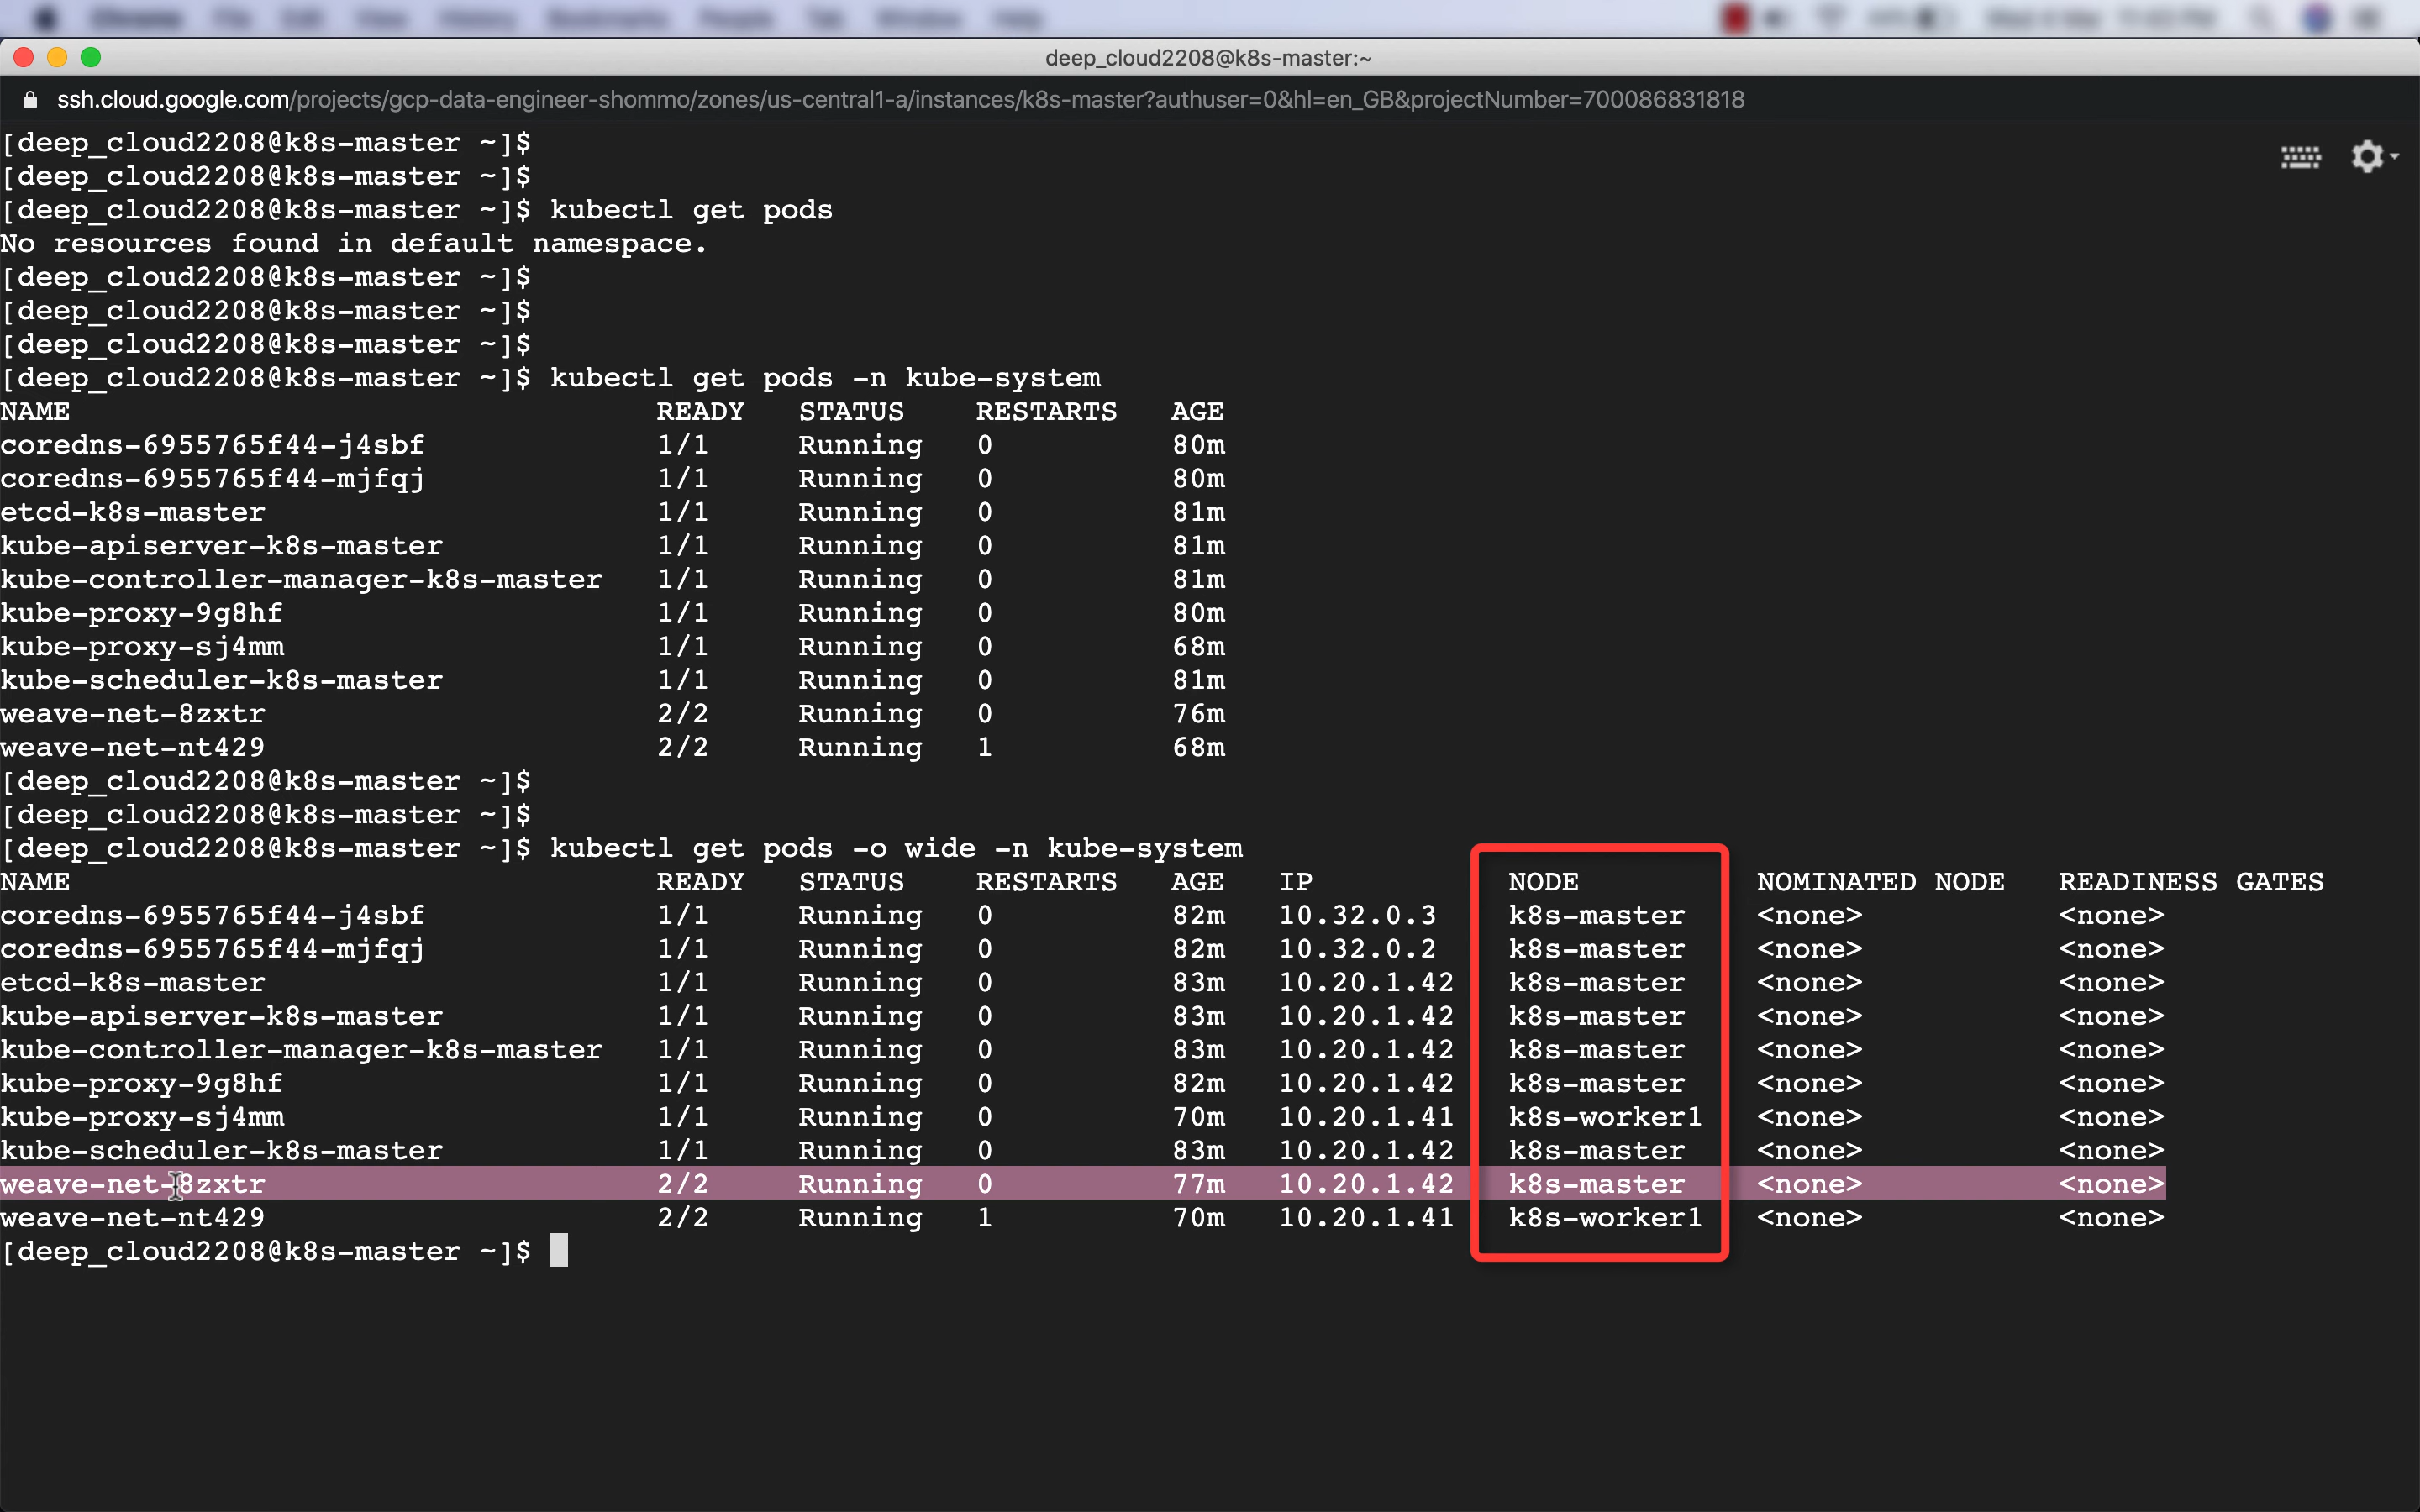 Chrome File Edit View History Bookmarks People Tab Window Help
deep_cloud2208@k8s-master:~
ssh.cloud.google.com/projects/gcp-data-engineer-shommo/zones/us-central1-a/instances/k8s-master?authuser=0&hl=en_GB&projectNumber=700086831818
[deep_cloud2208@k8s-master ~]$
[deep_cloud2208@k8s-master ~]$
[deep_cloud2208@k8s-master ~]$ kubectl get pods
No resources found in default namespace.
[deep_cloud2208@k8s-master ~]$
[deep_cloud2208@k8s-master ~]$
[deep_cloud2208@k8s-master ~]$
[deep_cloud2208@k8s-master ~]$ kubectl get pods -n kube-system
NAME READY STATUS RESTARTS AGE
coredns-6955765f44-j4sbf 1/1 Running 0 80m
coredns-6955765f44-mjfqj 1/1 Running 0 80m
etcd-k8s-master 1/1 Running 0 81m
kube-apiserver-k8s-master 1/1 Running 0 81m
kube-controller-manager-k8s-master 1/1 Running 0 81m
kube-proxy-9g8hf 1/1 Running 0 80m
kube-proxy-sj4mm 1/1 Running 0 68m
kube-scheduler-k8s-master 1/1 Running 0 81m
weave-net-8zxtr 2/2 Running 0 76m
weave-net-nt429 2/2 Running 1 68m
[deep_cloud2208@k8s-master ~]$
[deep_cloud2208@k8s-master ~]$
[deep_cloud2208@k8s-master ~]$ kubectl get pods -o wide -n kube-system
NAME READY STATUS RESTARTS AGE IP NODE NOMINATED NODE READINESS GATES
coredns-6955765f44-j4sbf 1/1 Running 0 82m 10.32.0.3 k8s-master <none> <none>
coredns-6955765f44-mjfqj 1/1 Running 0 82m 10.32.0.2 k8s-master <none> <none>
etcd-k8s-master 1/1 Running 0 83m 10.20.1.42 k8s-master <none> <none>
kube-apiserver-k8s-master 1/1 Running 0 83m 10.20.1.42 k8s-master <none> <none>
kube-controller-manager-k8s-master 1/1 Running 0 83m 10.20.1.42 k8s-master <none> <none>
kube-proxy-9g8hf 1/1 Running 0 82m 10.20.1.42 k8s-master <none> <none>
kube-proxy-sj4mm 1/1 Running 0 70m 10.20.1.41 k8s-worker1 <none> <none>
kube-scheduler-k8s-master 1/1 Running 0 83m 10.20.1.42 k8s-master <none> <none>
weave-net-8zxtr 2/2 Running 0 77m 10.20.1.42 k8s-master <none> <none>
weave-net-nt429 2/2 Running 1 70m 10.20.1.41 k8s-worker1 <none> <none>
[deep_cloud2208@k8s-master ~]$